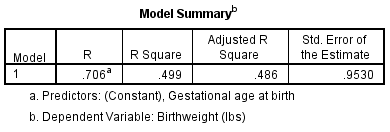 Model Summaryb
Model R R Square Adjusted R Square Std. Error of the Estimate
1 .706a .499 .486 .9530
a. Predictors: (Constant), Gestational age at birth
b. Dependent Variable: Birthweight (lbs)